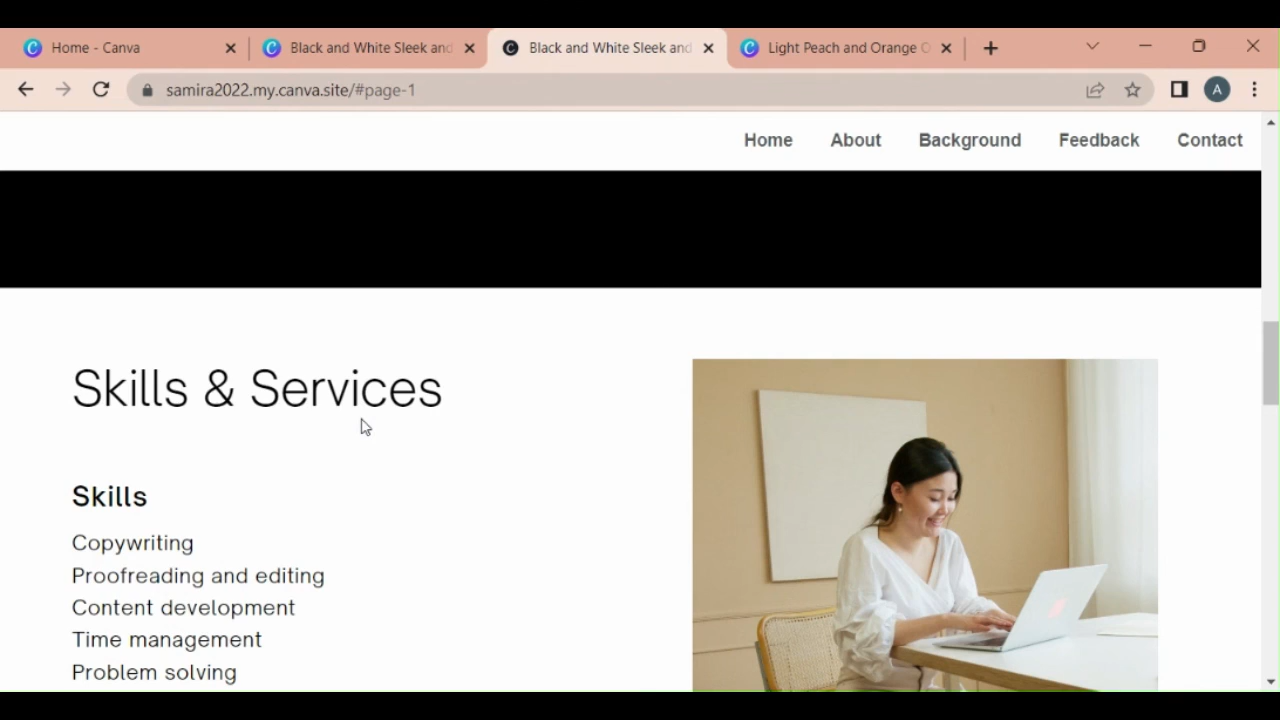 Home - Canva
Black and White Sleek and
Black and White Sleek and
Light Peach and Orange O
samira2022.my.canva.site/#page-1
A
Home About Background Feedback Contact
Skills & Services
Skills
Copywriting
Proofreading and editing
Content development
Time management
Problem solving